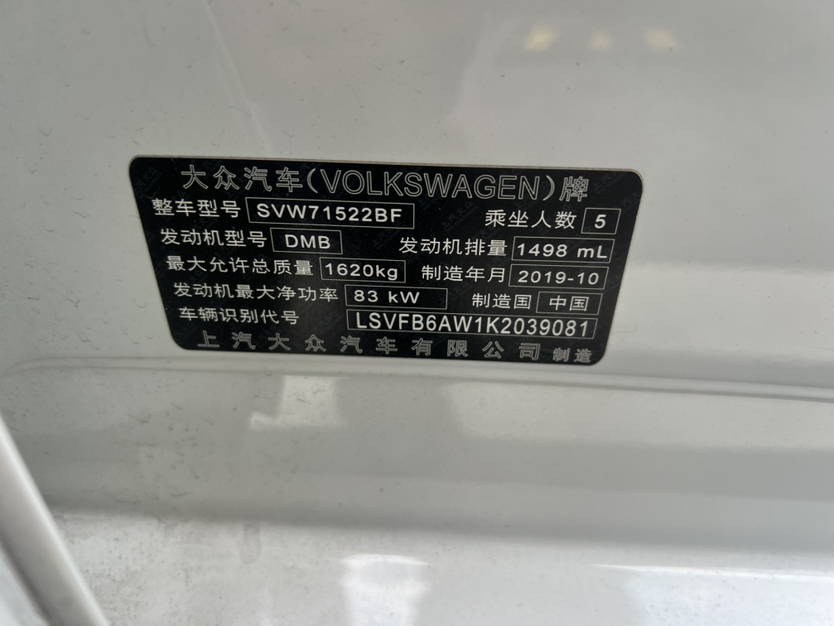 大众汽车(VOLKSWAGEN)牌
整车型号 SVW71522BF 乘坐人数 5
发动机型号 DMB 发动机排量 1498 mL
最大允许总质量 1620kg 制造年月 2019-10
发动机最大净功率 83 kW 制造国 中国
车辆识别代号 LSVFB6AW1K2039081
上汽大众汽车有限公司 制造